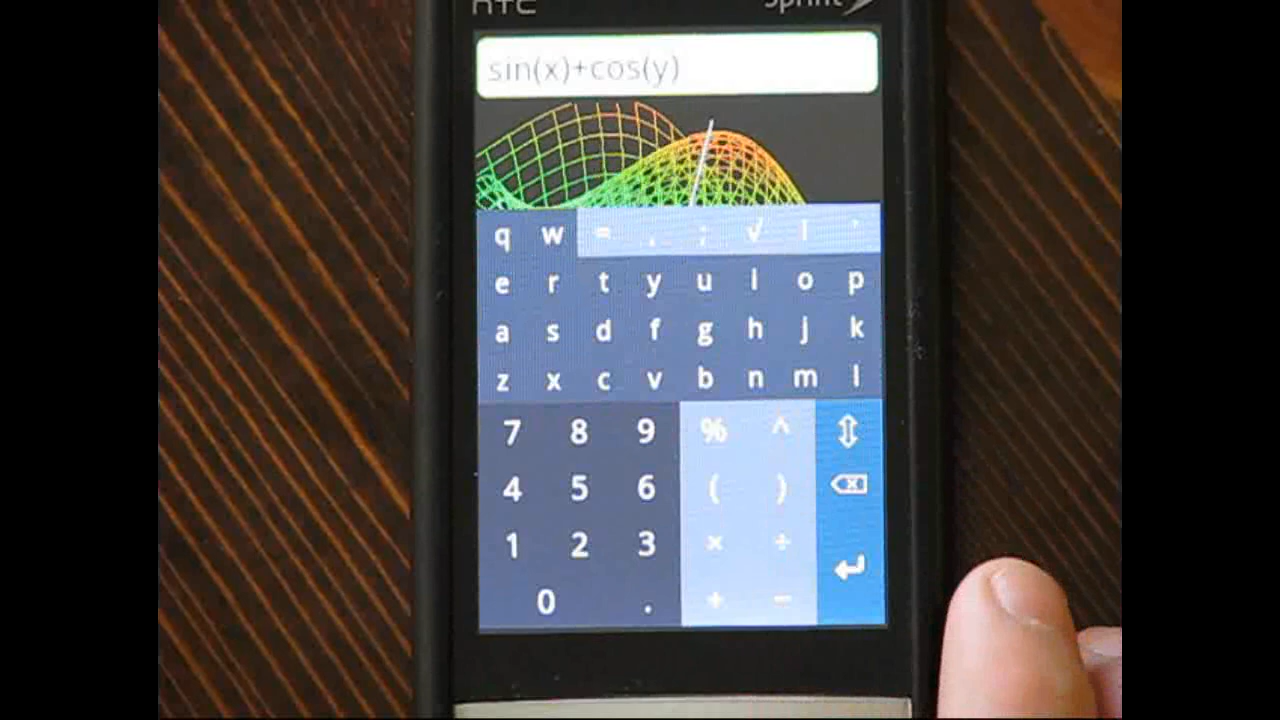 hTC Sprint
sin(x)+cos(y)
q w = , ; √ | '
e r t y u i o p
a s d f g h j k
z x c v b n m l
7 8 9 % ^
4 5 6 ( )
1 2 3 × ÷
0 . + −